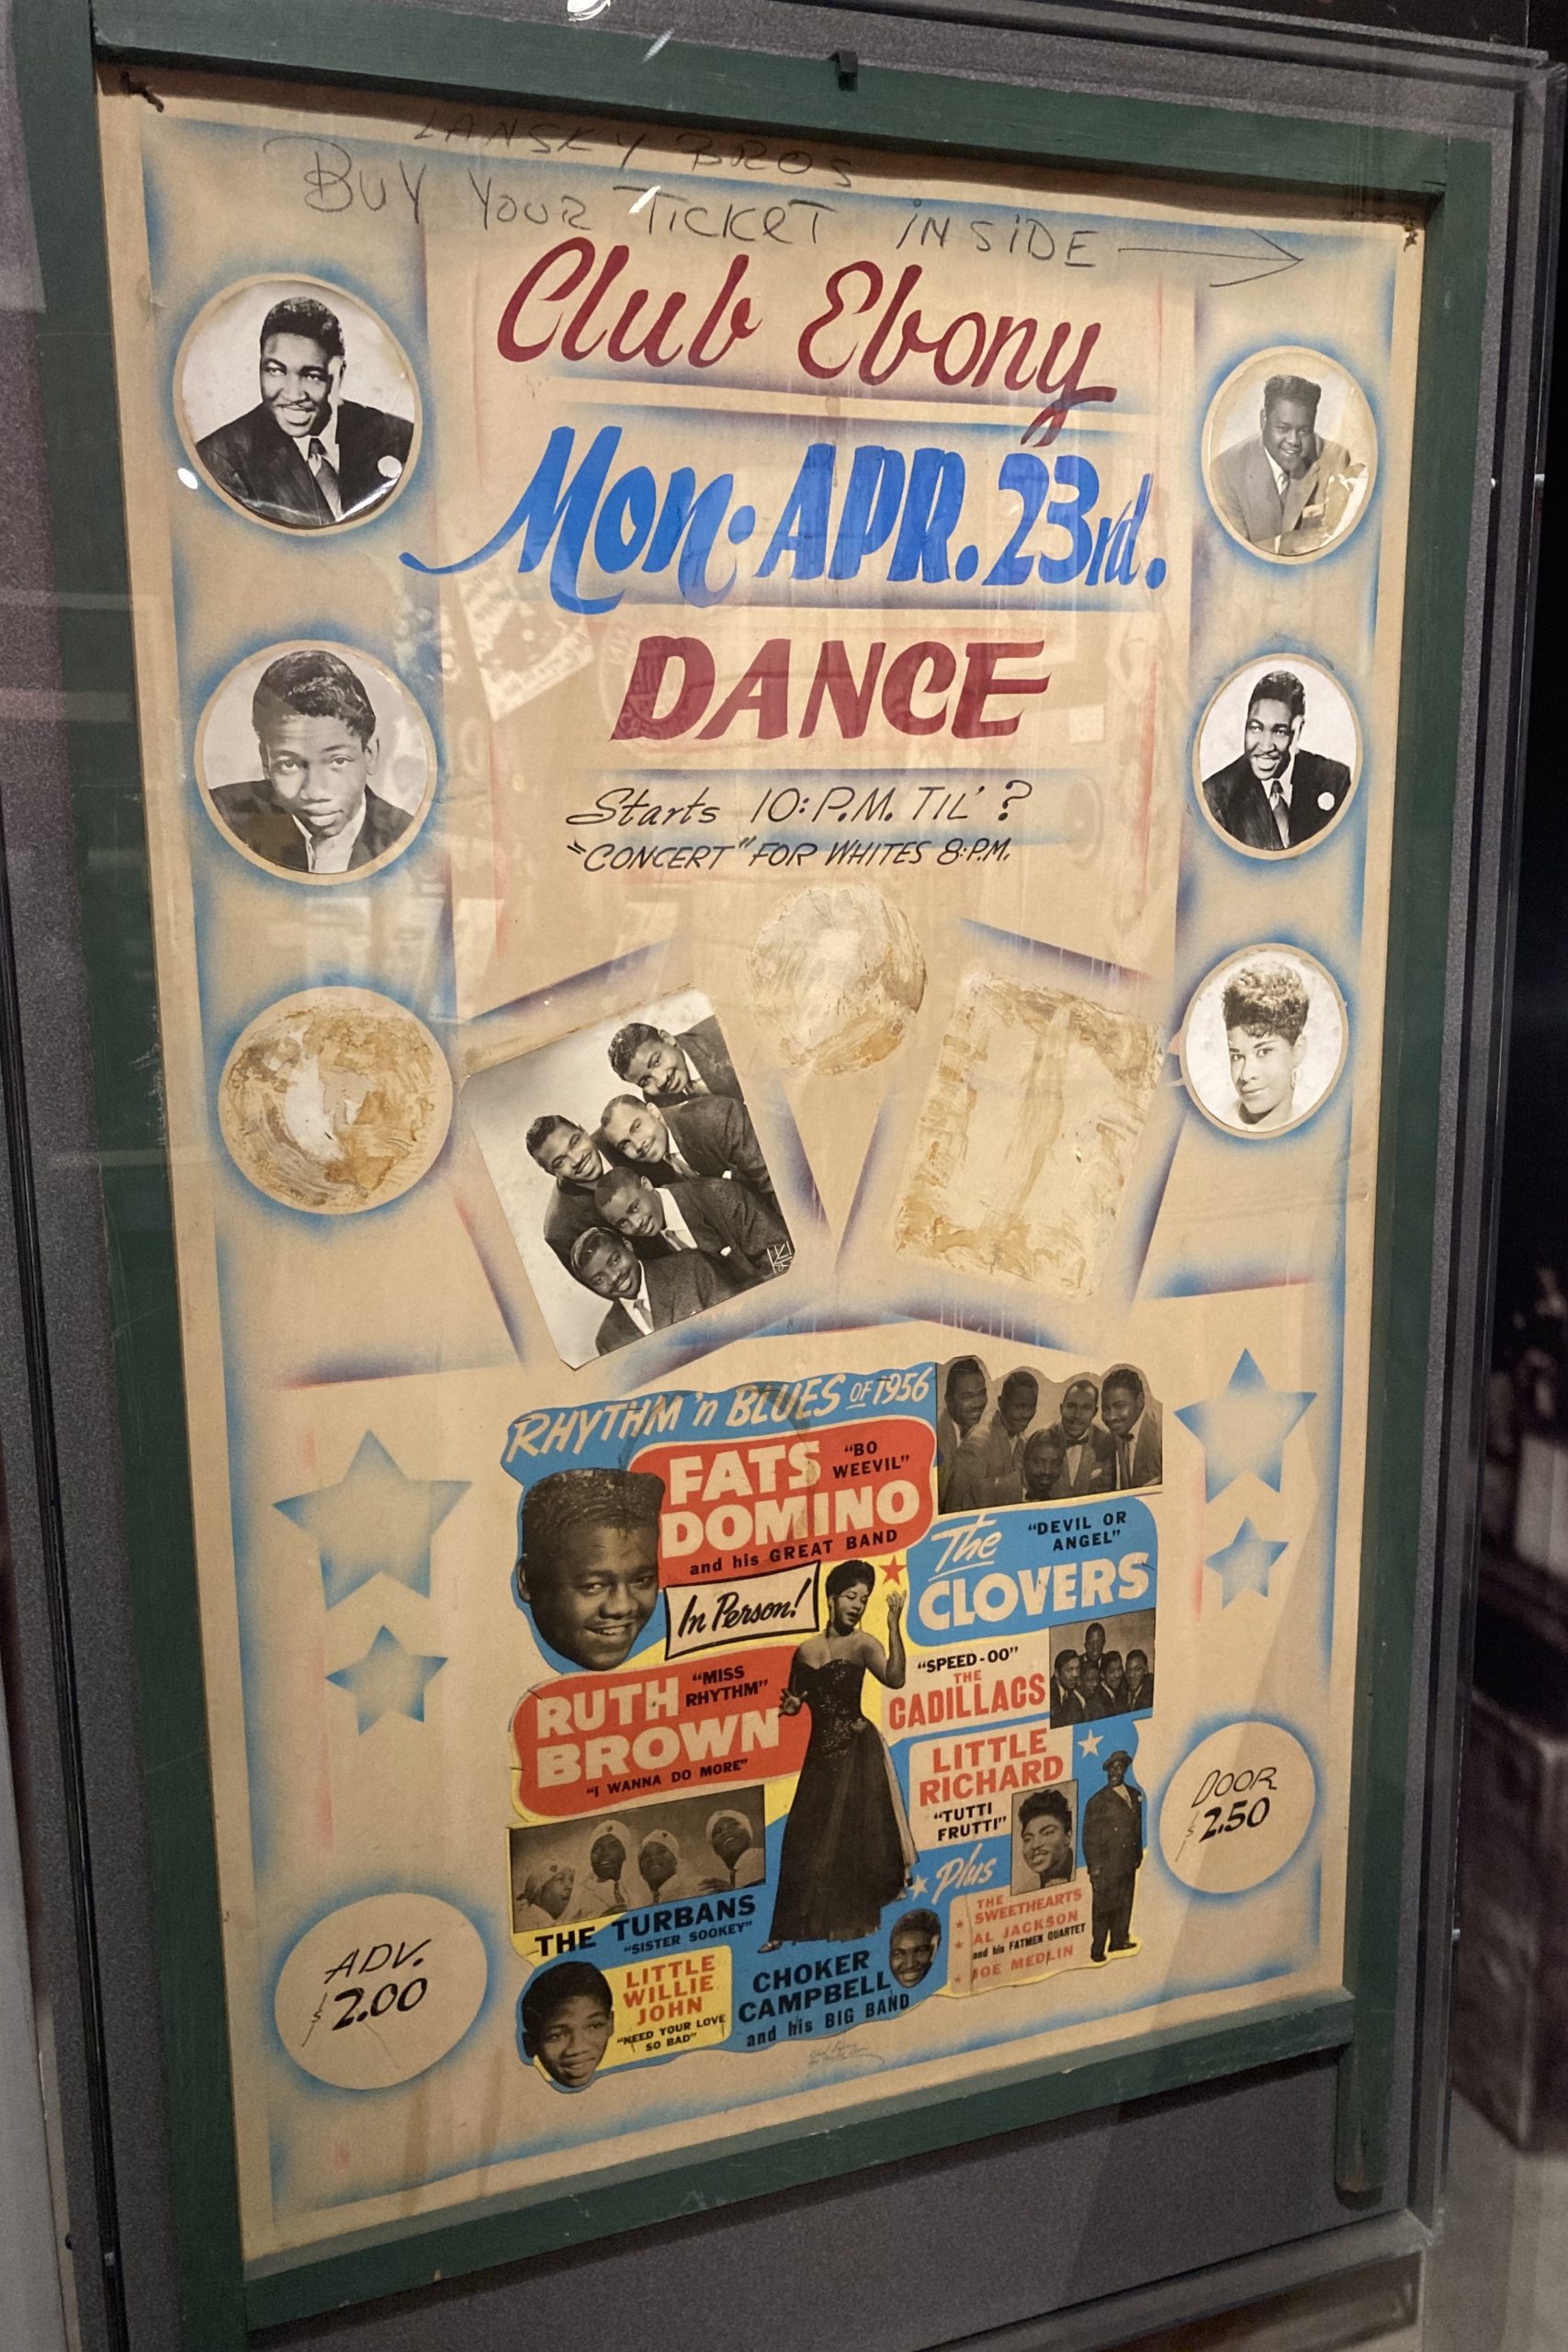 LANSKY BROS
BUY YOUR TICKET INSIDE
Club Ebony
Mon. APR. 23rd.
DANCE
Starts 10: P.M. TIL' ?
"CONCERT" FOR WHITES 8: P.M.
RHYTHM 'n BLUES OF 1956
FATS DOMINO
"BO WEEVIL"
and his GREAT BAND
In Person!
The CLOVERS
"DEVIL OR ANGEL"
RUTH BROWN
"MISS RHYTHM"
"I WANNA DO MORE"
"SPEED-OO"
THE
CADILLACS
LITTLE
RICHARD
"TUTTI
FRUTTI"
Plus
THE
SWEETHEARTS
AL JACKSON
and his FATMEN QUARTET
JOE MEDLIN
THE TURBANS
"SISTER SOOKEY"
LITTLE
WILLIE
JOHN
"NEED YOUR LOVE
SO BAD"
CHOKER
CAMPBELL
and his BIG BAND
ADV.
$2.00
DOOR
$2.50